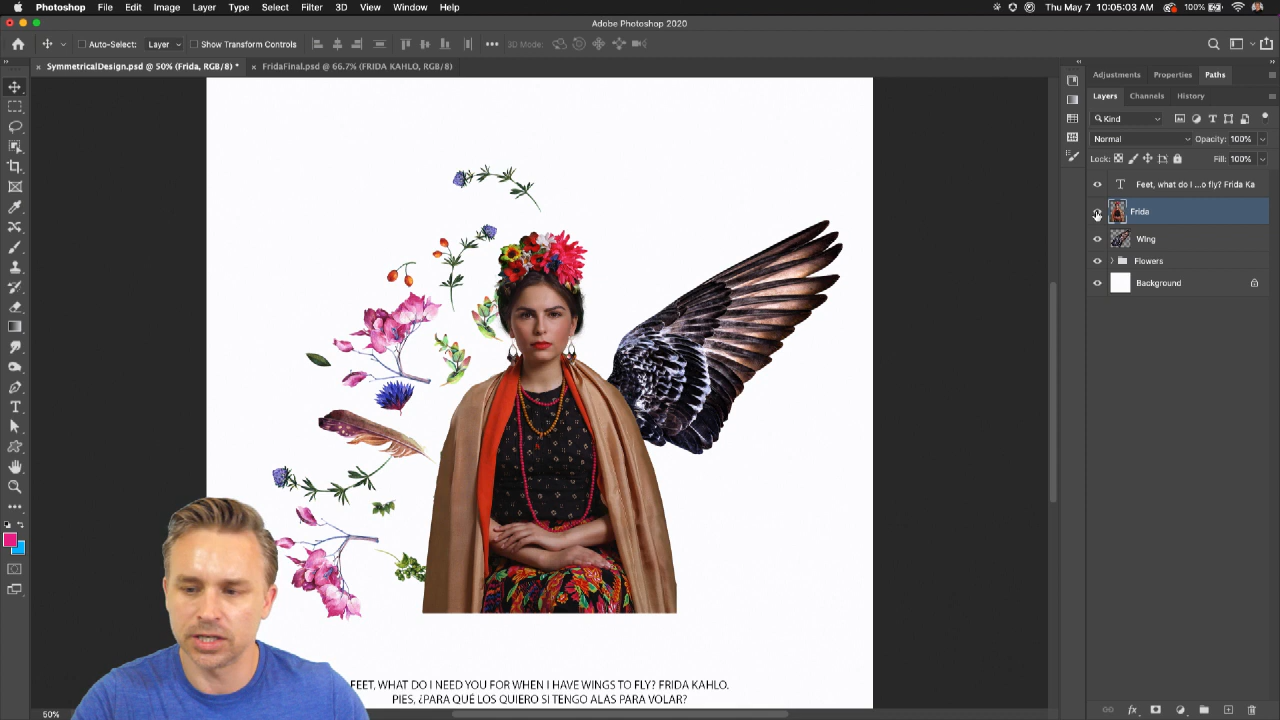 Photoshop File Edit Image Layer Type Select Filter 3D View Window Help
100% Thu May 7 10:05:03 AM
Adobe Photoshop 2020
Auto-Select: Layer Show Transform Controls 3D Mode:
× SymmetricalDesign.psd @ 50% (Frida, RGB/8) * × FridaFinal.psd @ 66.7% (FRIDA KAHLO, RGB/8)
Adjustments Properties Paths
Layers Channels History
Kind
Normal Opacity: 100%
Lock: Fill: 100%
T Feet, what do I ...o fly? Frida Ka
Frida
Wing
Flowers
Background
FEET, WHAT DO I NEED YOU FOR WHEN I HAVE WINGS TO FLY? FRIDA KAHLO.
PIES, ¿PARA QUÉ LOS QUIERO SI TENGO ALAS PARA VOLAR?
50%
fx